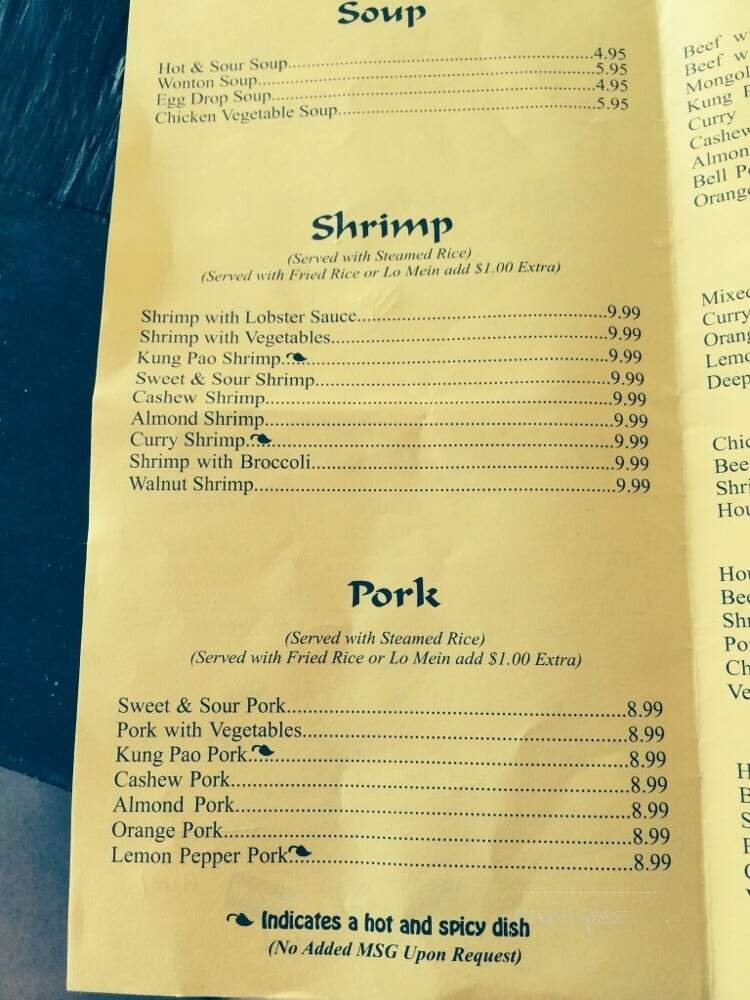 Soup
Hot & Sour Soup...4.95
Wonton Soup...5.95
Egg Drop Soup...4.95
Chicken Vegetable Soup...5.95
Shrimp
(Served with Steamed Rice)
(Served with Fried Rice or Lo Mein add $1.00 Extra)
Shrimp with Lobster Sauce...9.99
Shrimp with Vegetables...9.99
Kung Pao Shrimp...9.99
Sweet & Sour Shrimp...9.99
Cashew Shrimp...9.99
Almond Shrimp...9.99
Curry Shrimp...9.99
Shrimp with Broccoli...9.99
Walnut Shrimp...9.99
Pork
(Served with Steamed Rice)
(Served with Fried Rice or Lo Mein add $1.00 Extra)
Sweet & Sour Pork...8.99
Pork with Vegetables...8.99
Kung Pao Pork...8.99
Cashew Pork...8.99
Almond Pork...8.99
Orange Pork...8.99
Lemon Pepper Pork...8.99
Indicates a hot and spicy dish
(No Added MSG Upon Request)
Beef
Beef
Kung
Curry
Bell
Curry